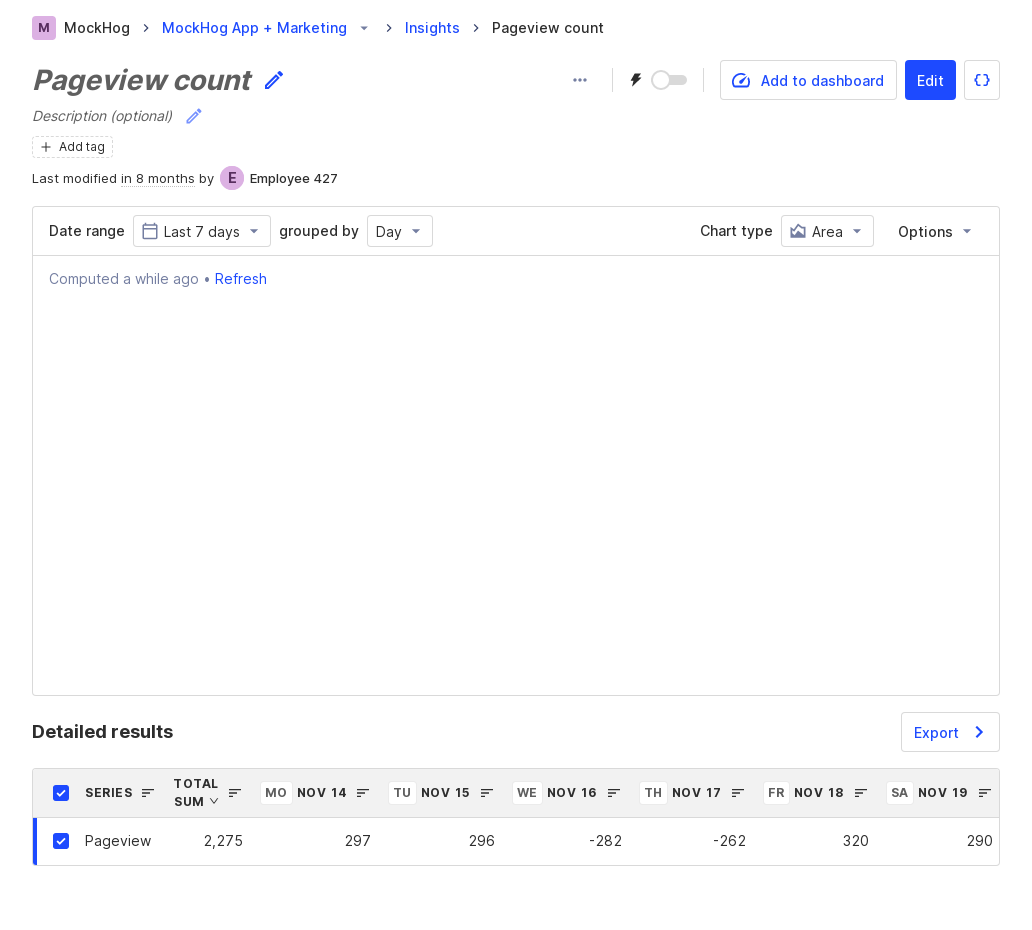 M MockHog MockHog App + Marketing Insights Pageview count
Pageview count
Add to dashboard Edit
Description (optional)
Add tag
Last modified in 8 months by E Employee 427
Date range Last 7 days grouped by Day Chart type Area Options
Computed a while ago • Refresh
Detailed results Export
SERIES TOTAL SUM MO NOV 14 TU NOV 15 WE NOV 16 TH NOV 17 FR NOV 18 SA NOV 19
Pageview 2,275 297 296 -282 -262 320 290